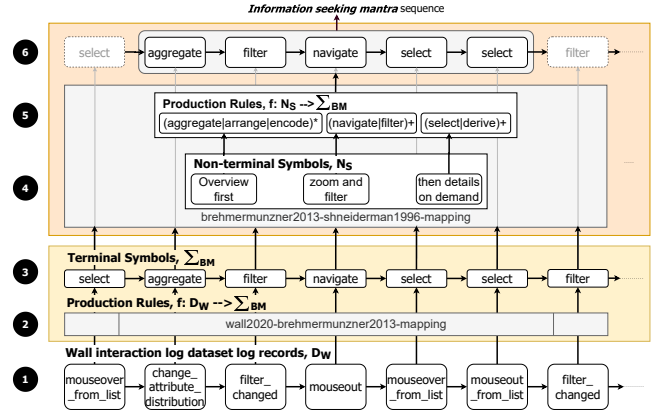 Information seeking mantra sequence
6
select aggregate filter navigate select select filter
5
Production Rules, f: NS --> ∑BM
(aggregate|arrange|encode)* (navigate|filter)+ (select|derive)+
Non-terminal Symbols, NS
4
Overview first
zoom and filter
then details on demand
brehmermunzner2013-shneiderman1996-mapping
Terminal Symbols, ∑BM
3
select aggregate filter navigate select select filter
Production Rules, f: DW --> ∑BM
2
wall2020-brehmermunzner2013-mapping
Wall interaction log dataset log records, DW
1
mouseover
_from_list
change_
attribute_
distribution
filter_
changed
mouseout
mouseover
_from_list
mouseout
_from_list
filter_
changed